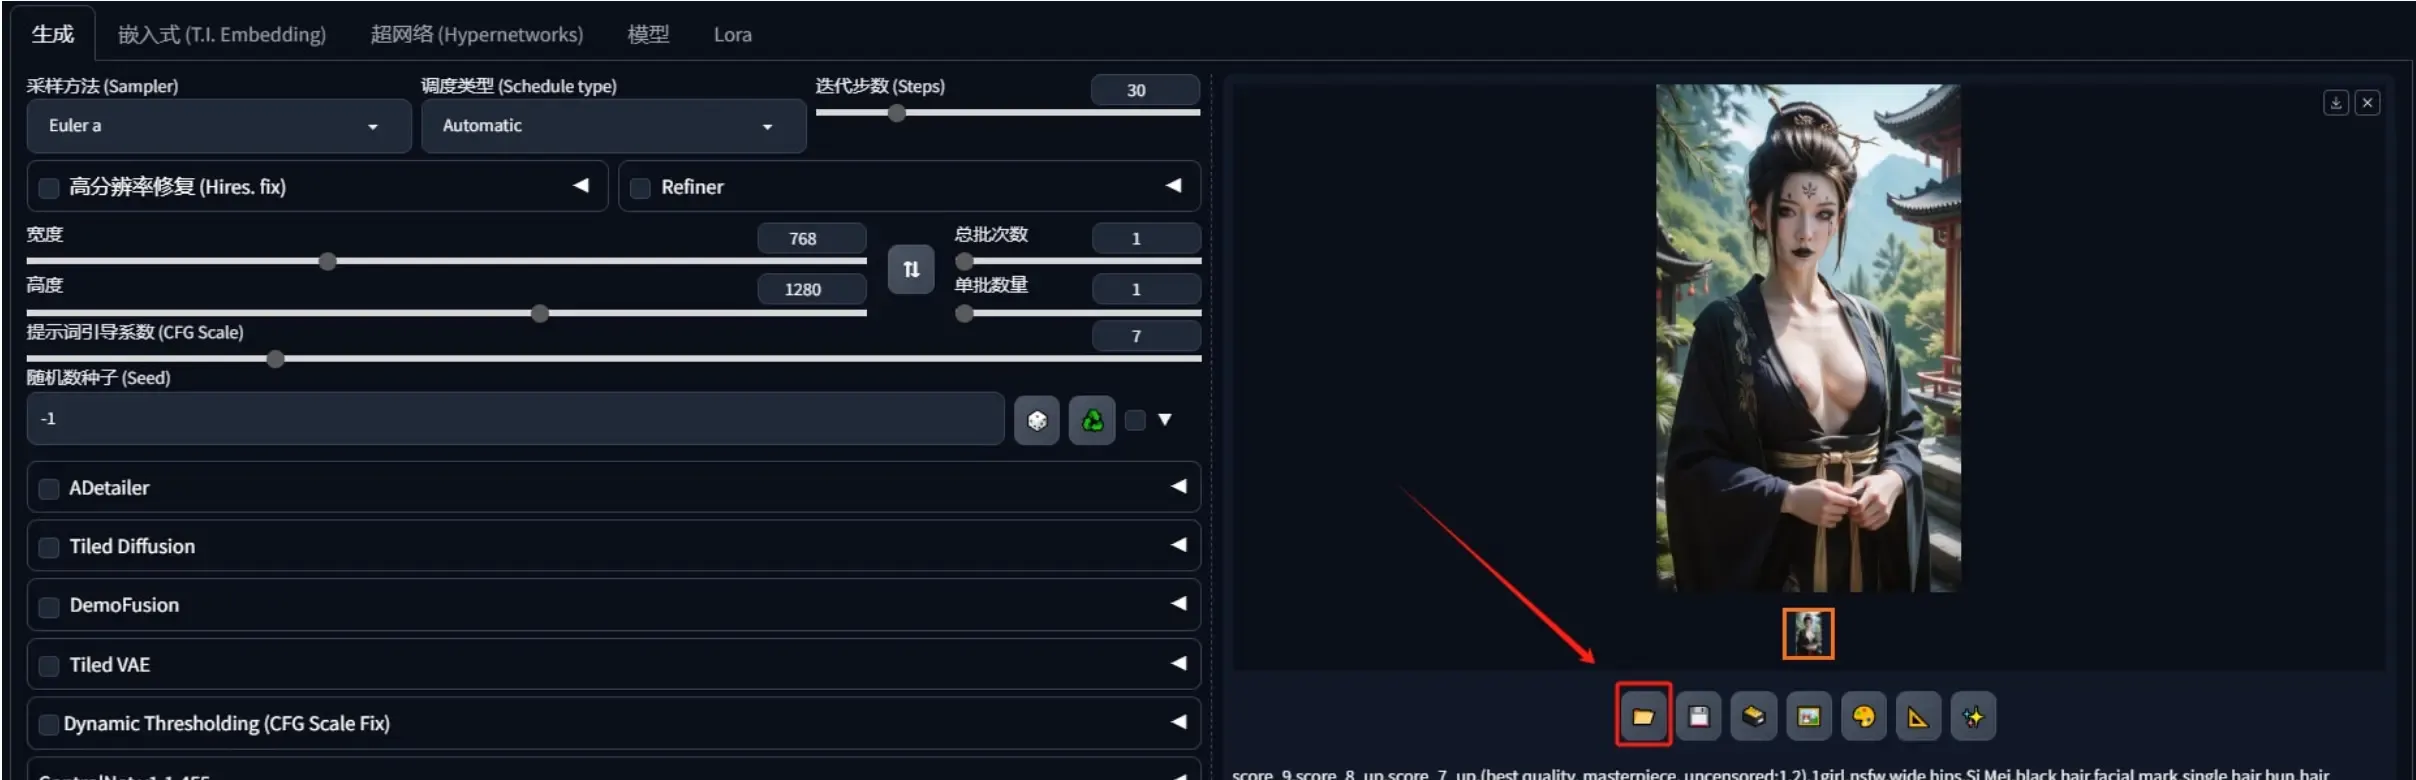 生成 嵌入式 (T.I. Embedding) 超网络 (Hypernetworks) 模型 Lora
采样方法 (Sampler) 调度类型 (Schedule type) 迭代步数 (Steps) 30
Euler a Automatic
高分辨率修复 (Hires. fix) Refiner
宽度 768 总批次数 1
高度 1280 单批数量 1
提示词引导系数 (CFG Scale) 7
随机数种子 (Seed)
-1
ADetailer
Tiled Diffusion
DemoFusion
Tiled VAE
Dynamic Thresholding (CFG Scale Fix)
score_9,score_8_up,score_7_up,(best quality, masterpiece, uncensored:1.2),1girl,nsfw,wide hips,Si Mei,black hair,facial mark,single hair bun,hair